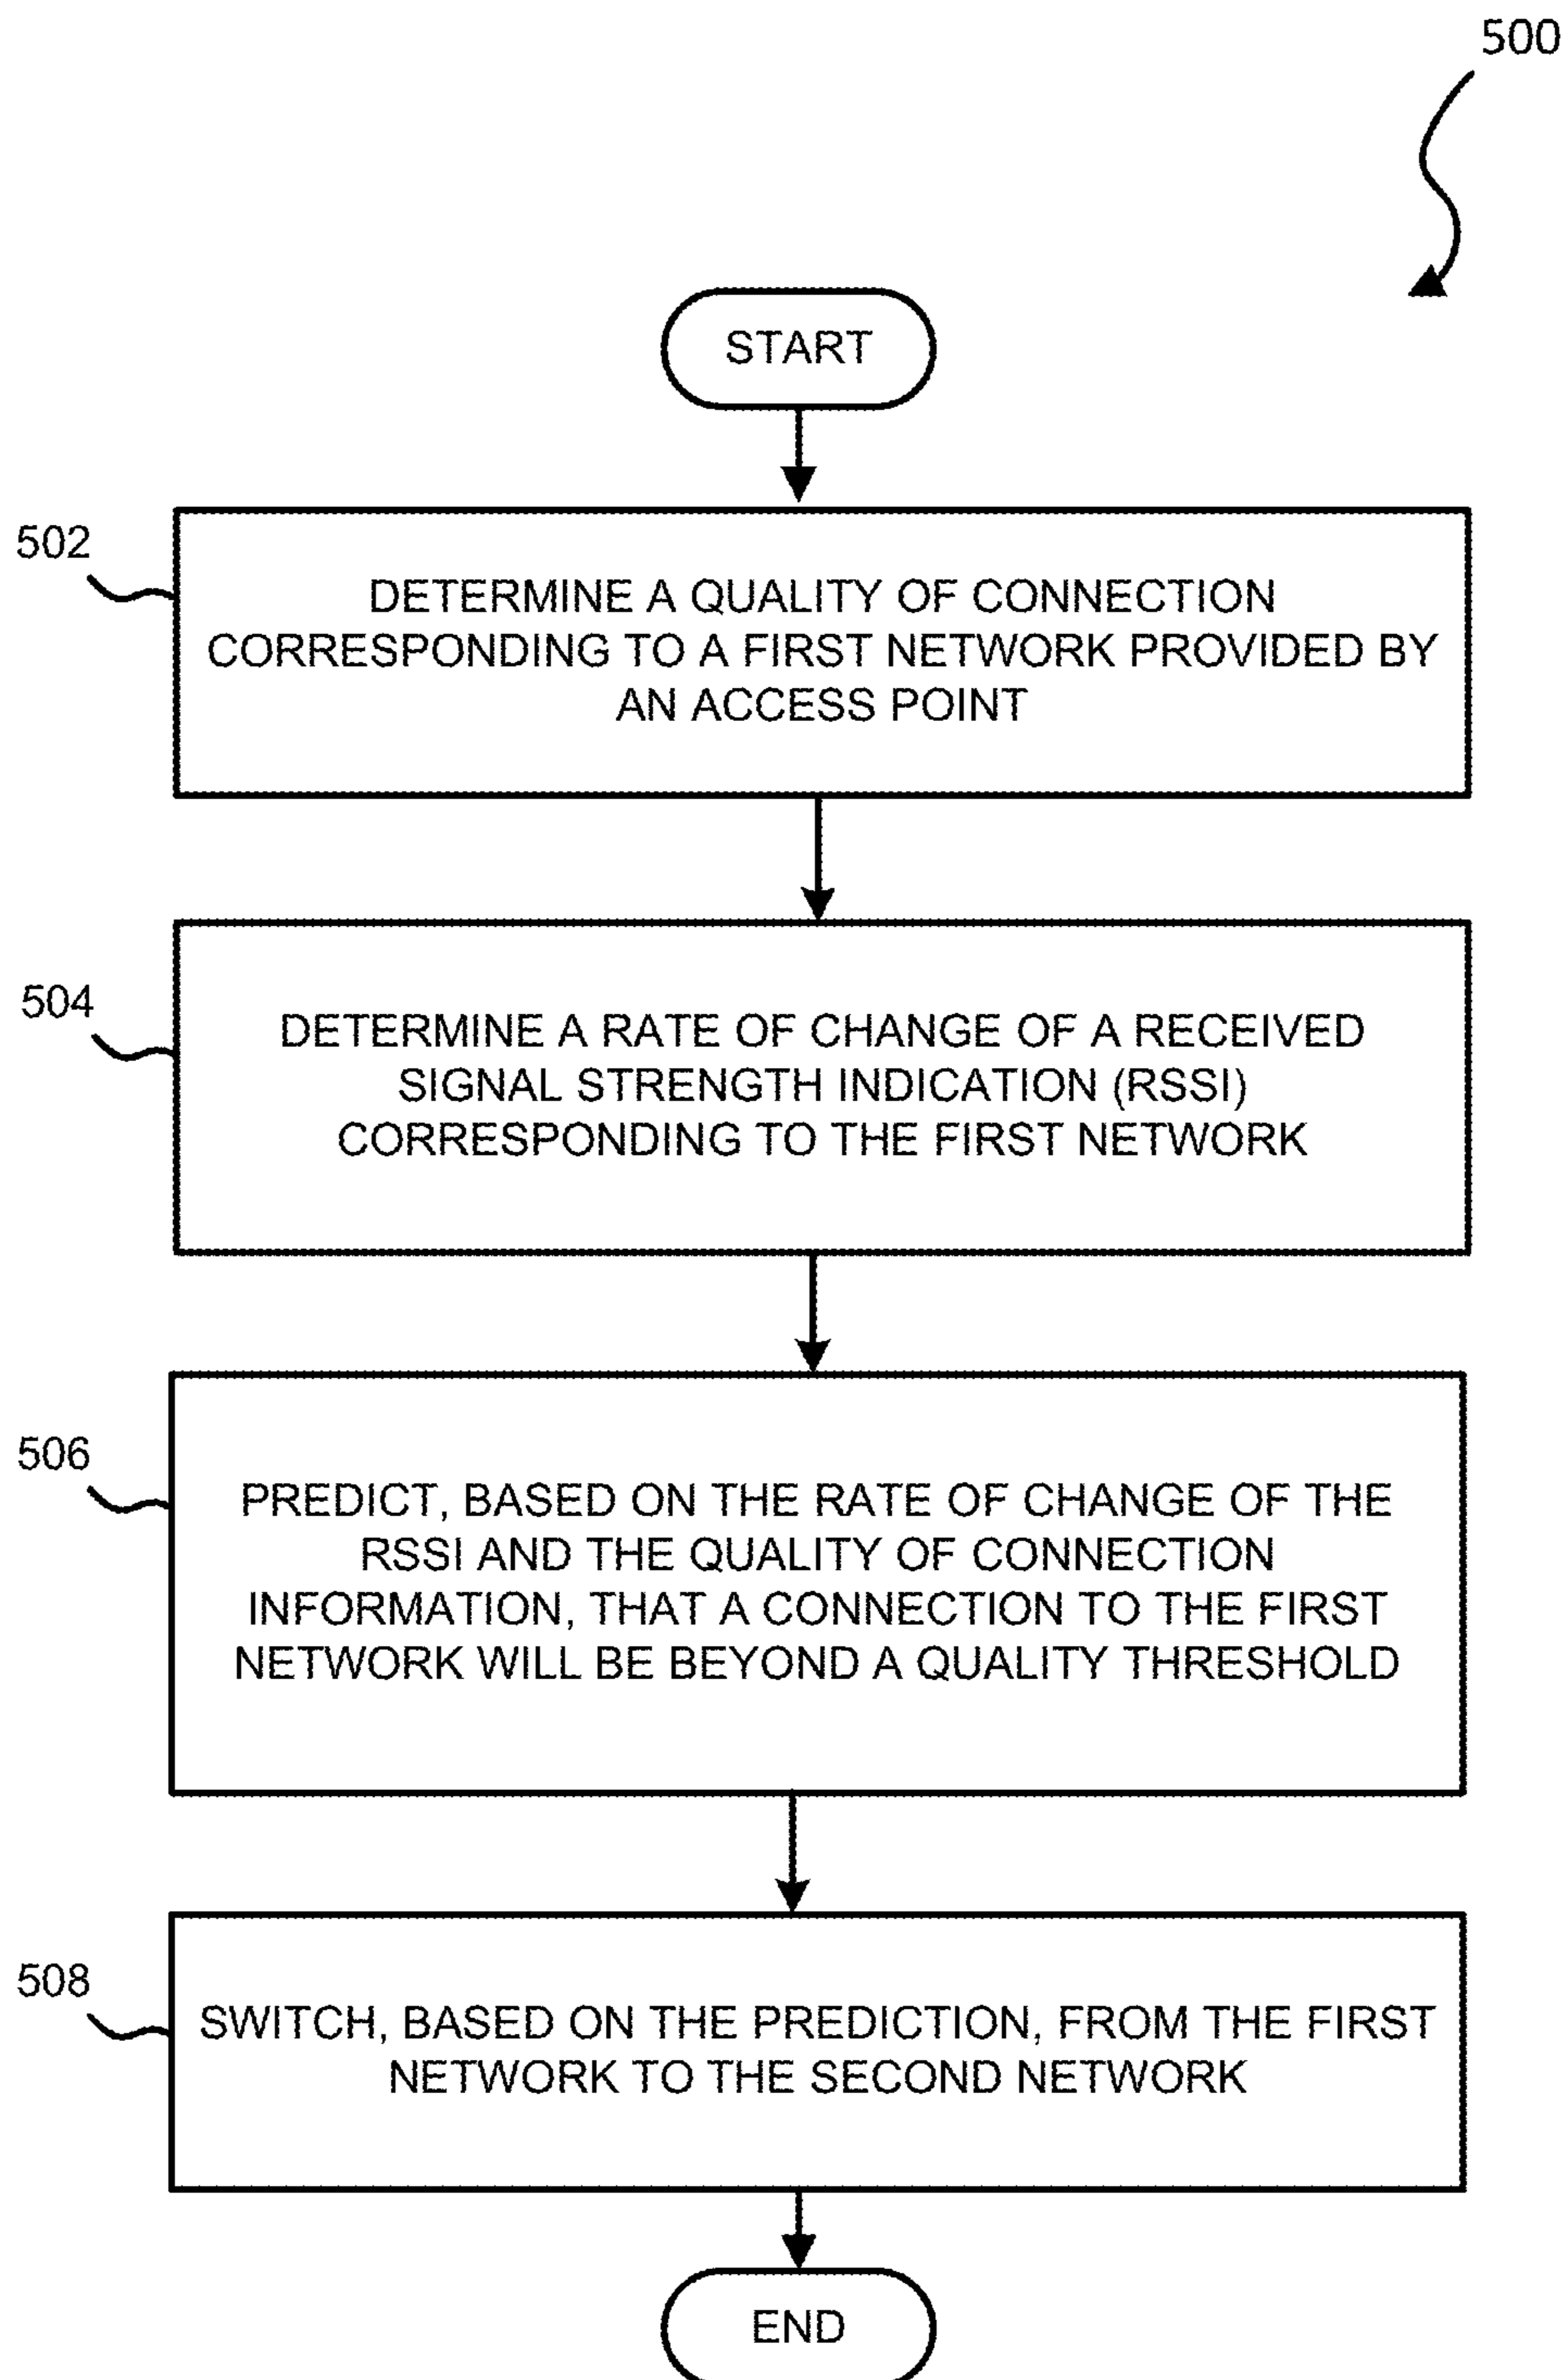 500
START
502
DETERMINE A QUALITY OF CONNECTION
CORRESPONDING TO A FIRST NETWORK PROVIDED BY
AN ACCESS POINT
504
DETERMINE A RATE OF CHANGE OF A RECEIVED
SIGNAL STRENGTH INDICATION (RSSI)
CORRESPONDING TO THE FIRST NETWORK
506
PREDICT, BASED ON THE RATE OF CHANGE OF THE
RSSI AND THE QUALITY OF CONNECTION
INFORMATION, THAT A CONNECTION TO THE FIRST
NETWORK WILL BE BEYOND A QUALITY THRESHOLD
508
SWITCH, BASED ON THE PREDICTION, FROM THE FIRST
NETWORK TO THE SECOND NETWORK
END